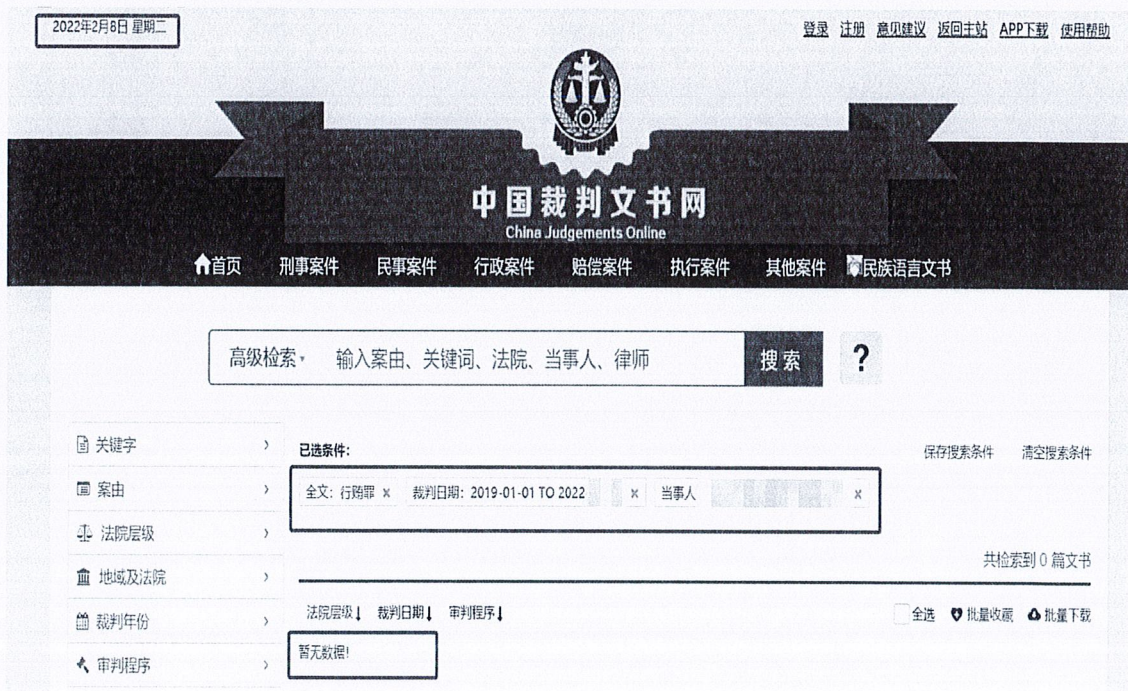 2022年2月8日 星期二
登录 注册 意见建议 返回主站 APP下载 使用帮助
中国裁判文书网
China Judgements Online
首页 刑事案件 民事案件 行政案件 赔偿案件 执行案件 其他案件 民族语言文书
高级检索 输入案由、关键词、法院、当事人、律师 搜索 ?
关键字
案由
法院层级
地域及法院
裁判年份
审判程序
已选条件:
保存搜索条件 清空搜索条件
全文: 行贿罪 × 裁判日期: 2019-01-01 TO 2022 × 当事人 ×
共检索到 0 篇文书
法院层级↓ 裁判日期↓ 审判程序↓
全选 批量收藏 批量下载
暂无数据!